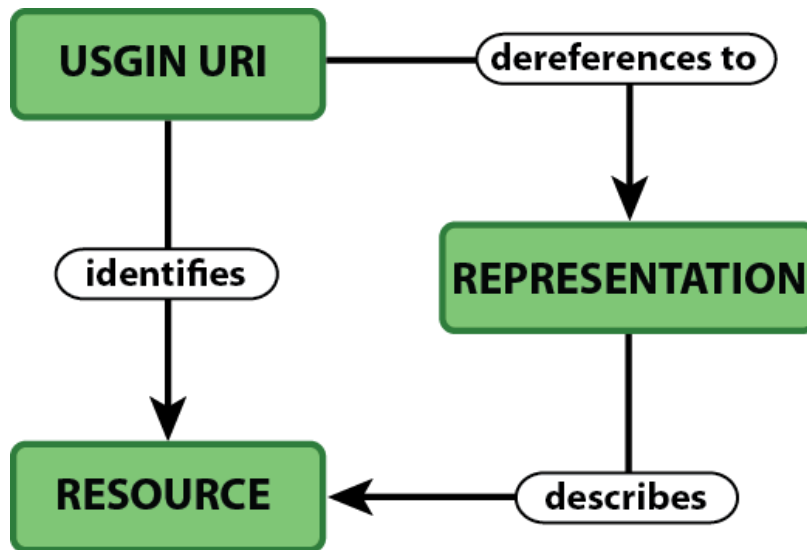 USGIN URI
dereferences to
identifies
REPRESENTATION
RESOURCE
describes